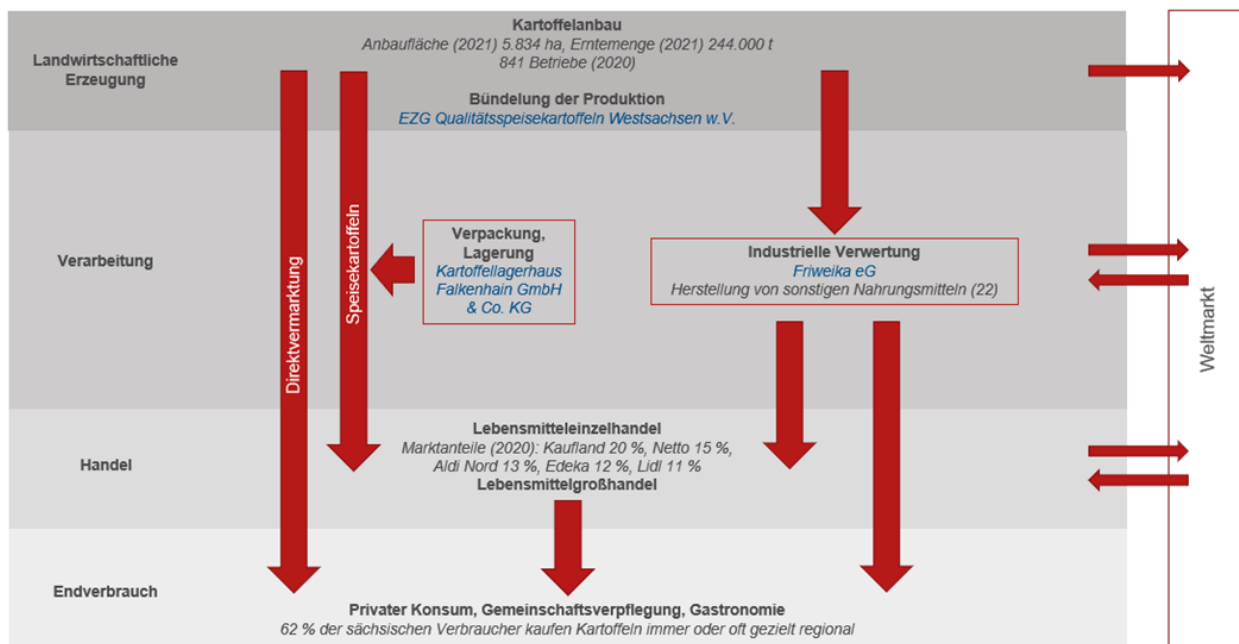 Landwirtschaftliche
Erzeugung
Kartoffelanbau
Anbaufläche (2021) 5.834 ha, Erntemenge (2021) 244.000 t
841 Betriebe (2020)
Bündelung der Produktion
EZG Qualitätsspeisekartoffeln Westsachsen w.V.
Verarbeitung
Direktvermarktung
Speisekartoffeln
Verpackung,
Lagerung
Kartoffellagerhaus
Falkenhain GmbH
& Co. KG
Industrielle Verwertung
Friweika eG
Herstellung von sonstigen Nahrungsmitteln (22)
Handel
Lebensmitteleinzelhandel
Marktanteile (2020): Kaufland 20 %, Netto 15 %,
Aldi Nord 13 %, Edeka 12 %, Lidl 11 %
Lebensmittelgroßhandel
Endverbrauch
Privater Konsum, Gemeinschaftsverpflegung, Gastronomie
62 % der sächsischen Verbraucher kaufen Kartoffeln immer oder oft gezielt regional
Weltmarkt